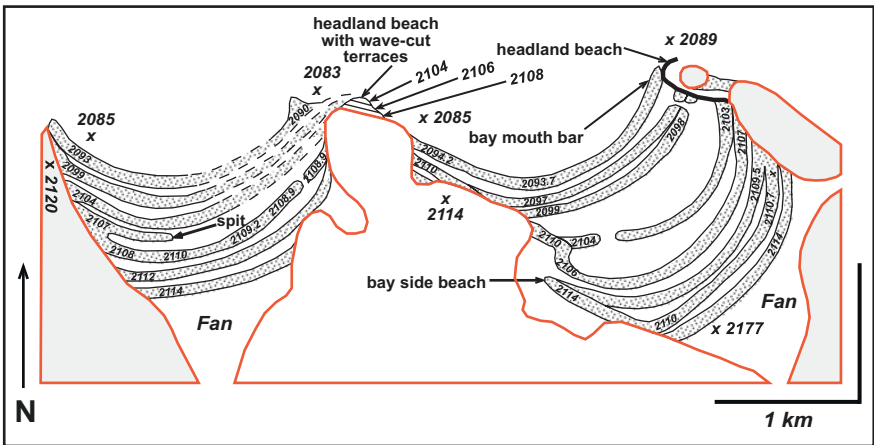 headland beach
with wave-cut
terraces
2104
2106
2108
headland beach
x 2089
2083
x
2085
x
x 2085
bay mouth bar
2090
2093
2099
2104
2107
spit
2108
2110
2109.2
2108.9
2108.9
2112
2114
x 2120
Fan
2094.2
2093.7
2110
2097
2099
2098
2103
2107
2109.5
x
2110.7
2114
x
2114
2110
2104
2106
bay side beach
2114
2110
x 2177
Fan
N
1 km